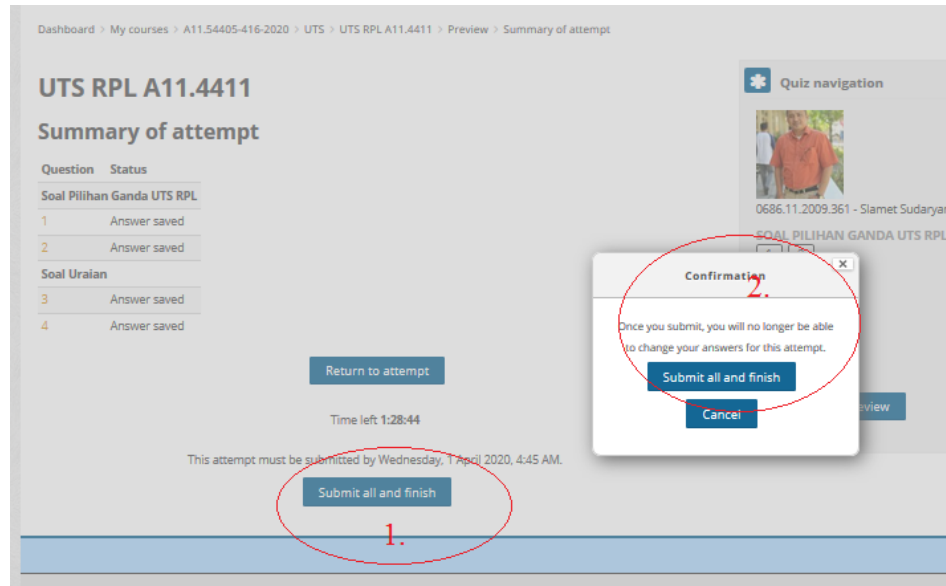 Dashboard > My courses > A11.54405-416-2020 > UTS > UTS RPL A11.4411 > Preview > Summary of attempt
UTS RPL A11.4411
Summary of attempt
Question Status
Soal Pilihan Ganda UTS RPL
1 Answer saved
2 Answer saved
Soal Uraian
3 Answer saved
4 Answer saved
Return to attempt
Time left 1:28:44
This attempt must be submitted by Wednesday, 1 April 2020, 4:45 AM.
Submit all and finish
1.
Quiz navigation
0686.11.2009.361 - Slamet Sudaryan
SOAL PILIHAN GANDA UTS RPL
Confirmation
2.
Once you submit, you will no longer be able
to change your answers for this attempt.
Submit all and finish
Cancel